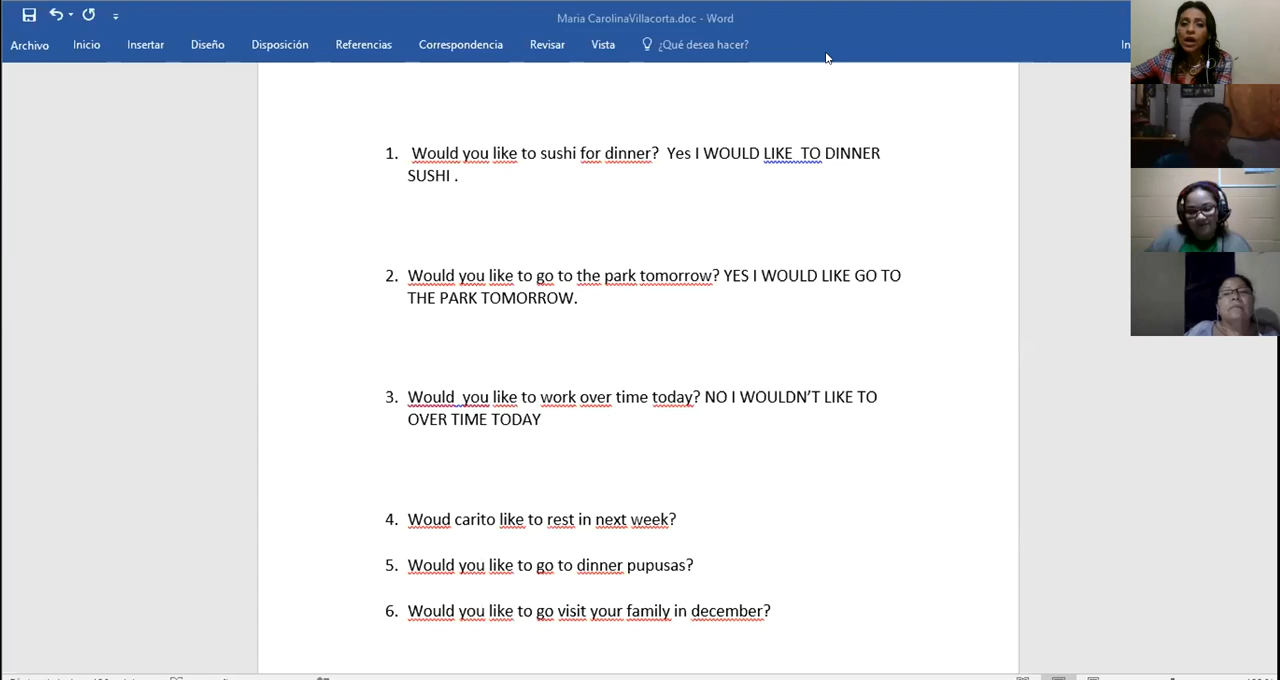 Maria CarolinaVillacorta.doc - Word
Archivo Inicio Insertar Diseño Disposición Referencias Correspondencia Revisar Vista ¿Qué desea hacer? In
1. Would you like to sushi for dinner? Yes I WOULD LIKE TO DINNER
SUSHI .
2. Would you like to go to the park tomorrow? YES I WOULD LIKE GO TO
THE PARK TOMORROW.
3. Would you like to work over time today? NO I WOULDN'T LIKE TO
OVER TIME TODAY
4. Woud carito like to rest in next week?
5. Would you like to go to dinner pupusas?
6. Would you like to go visit your family in december?